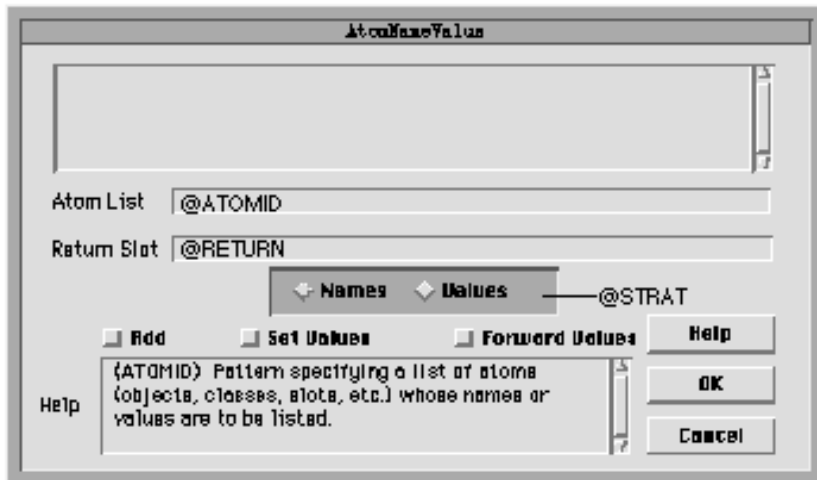 AtomNameValue
Atom List @ATOMID
Return Slot @RETURN
Names Values @STRAT
Add Set Values Forward Values Help
(ATOMID) Pattern specifying a list of atoms
(objects, classes, slots, etc.) whose names or
values are to be listed.
Help
OK
Cancel